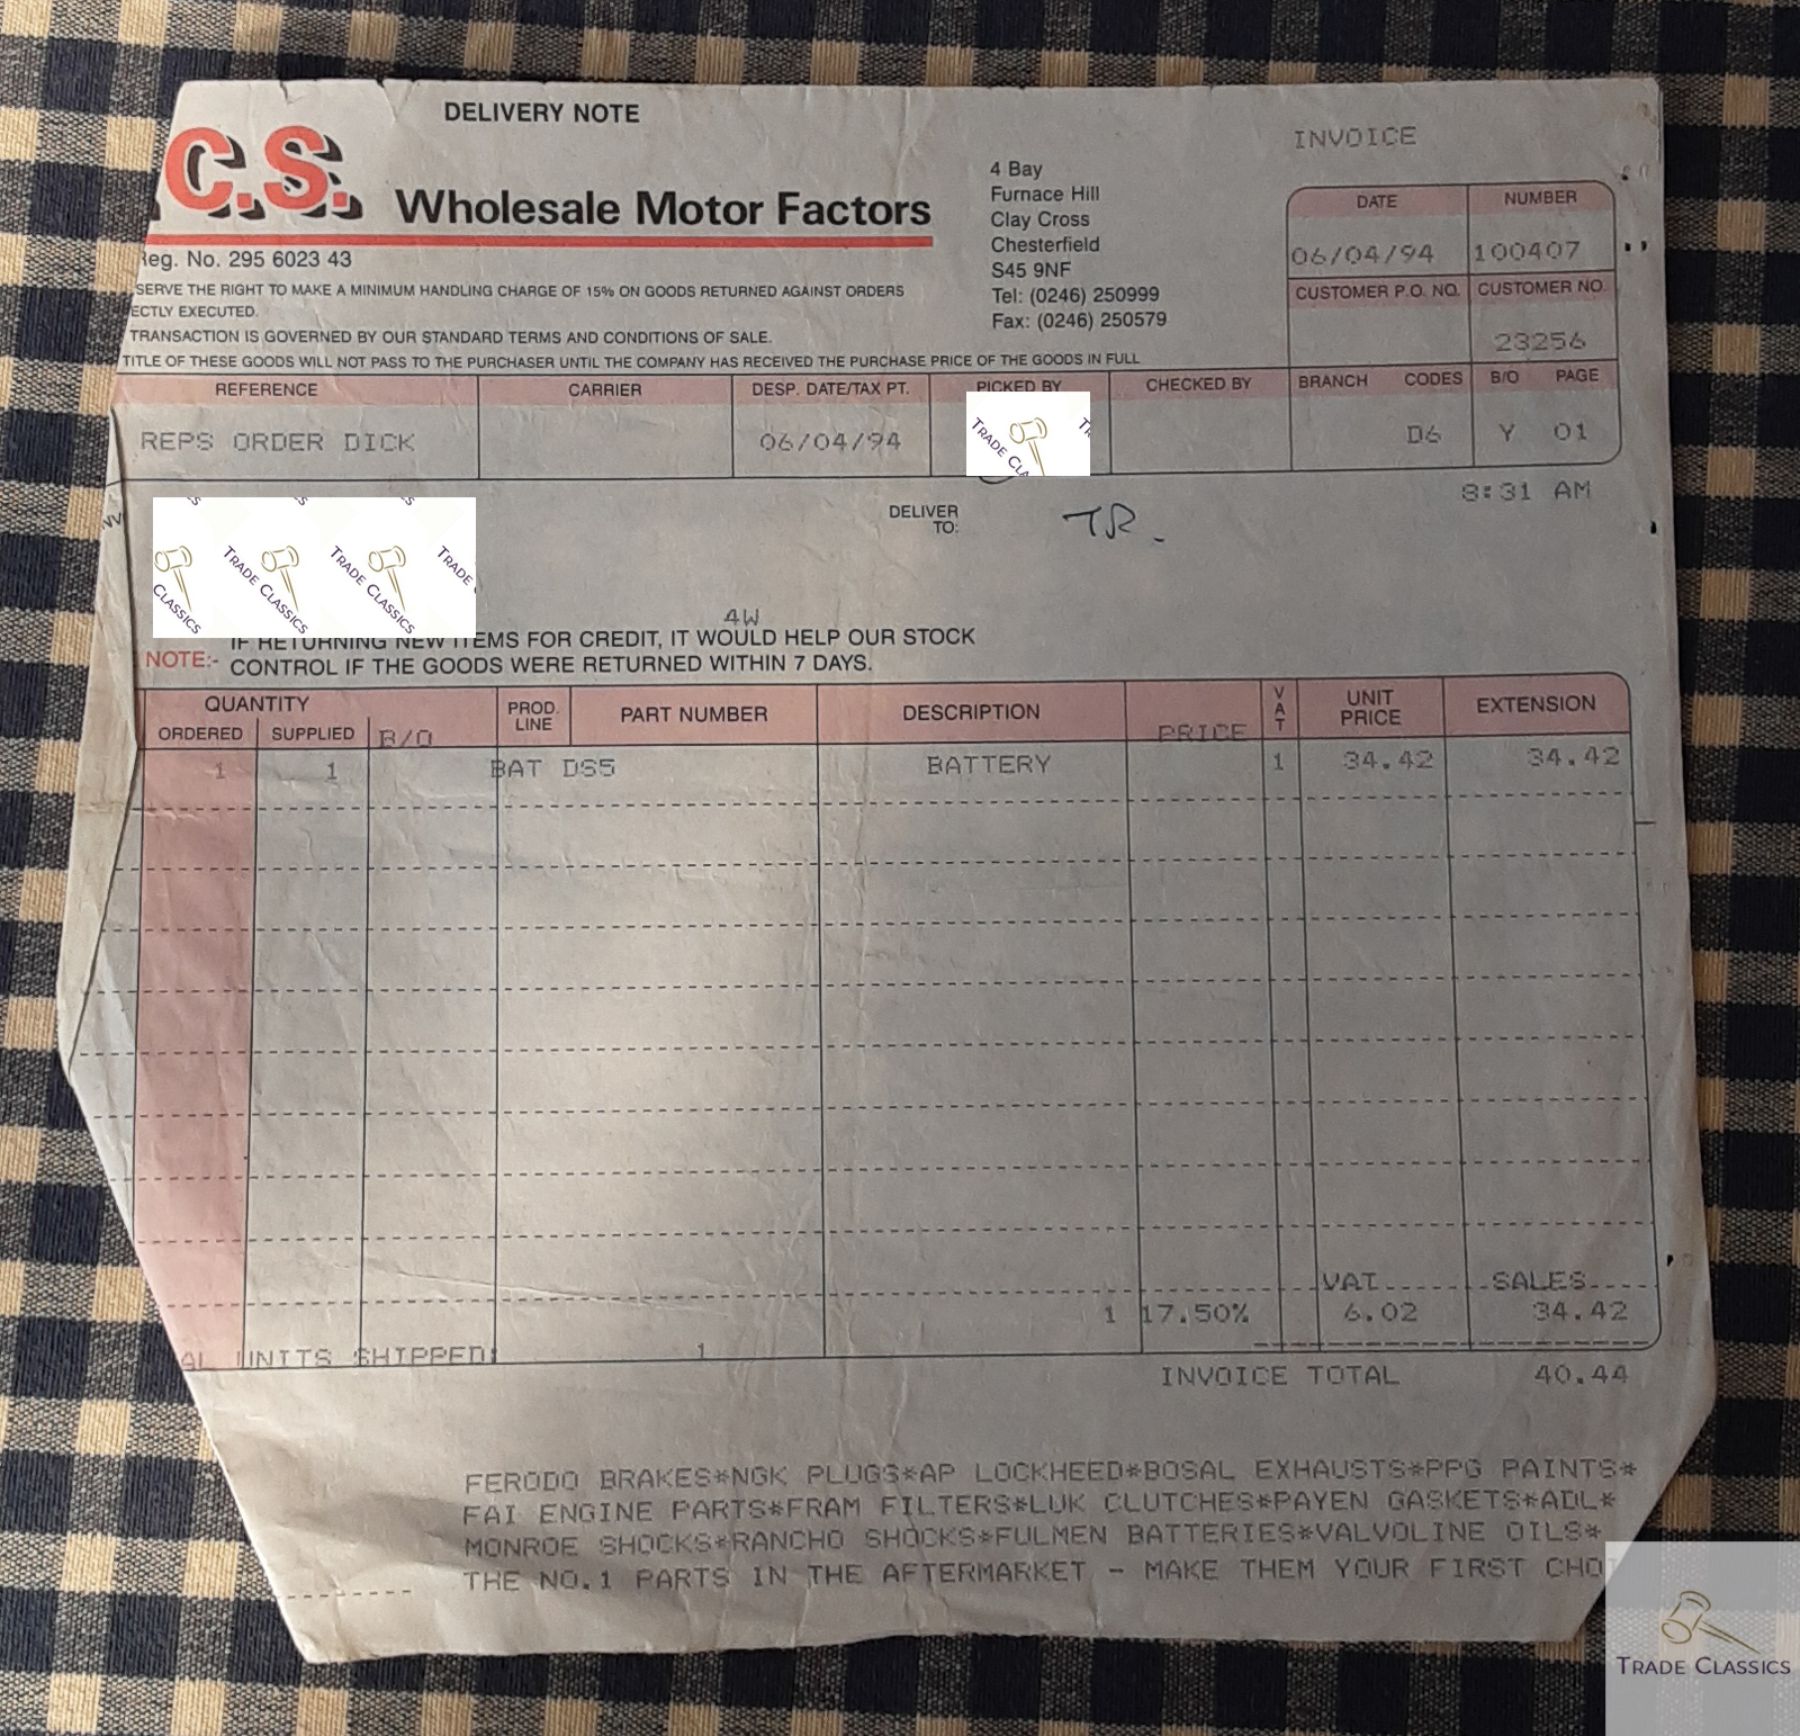 DELIVERY NOTE
INVOICE
C.S. Wholesale Motor Factors
4 Bay
Furnace Hill
Clay Cross
Chesterfield
S45 9NF
Tel: (0246) 250999
Fax: (0246) 250579
DATE NUMBER
06/04/94 100407
CUSTOMER P.O. NO. CUSTOMER NO.
23256
Reg. No. 295 6023 43
SERVE THE RIGHT TO MAKE A MINIMUM HANDLING CHARGE OF 15% ON GOODS RETURNED AGAINST ORDERS
ECTLY EXECUTED.
TRANSACTION IS GOVERNED BY OUR STANDARD TERMS AND CONDITIONS OF SALE.
TITLE OF THESE GOODS WILL NOT PASS TO THE PURCHASER UNTIL THE COMPANY HAS RECEIVED THE PURCHASE PRICE OF THE GOODS IN FULL
REFERENCE CARRIER DESP. DATE/TAX PT. PICKED BY CHECKED BY BRANCH CODES B/O PAGE
REPS ORDER DICK 06/04/94 D6 Y 01
TRADE CLA
8:31 AM
DELIVER TO: TR.
CLASSICS TRADE CLASSICS TRADE CLASSICS TRADE
4W
NOTE:- IF RETURNING NEW ITEMS FOR CREDIT, IT WOULD HELP OUR STOCK
CONTROL IF THE GOODS WERE RETURNED WITHIN 7 DAYS.
QUANTITY PROD. LINE PART NUMBER DESCRIPTION PRICE VAT UNIT PRICE EXTENSION
ORDERED SUPPLIED B/O
1 1 BAT DS5 BATTERY 1 34.42 34.42
VAT SALES
1 17.50% 6.02 34.42
AL UNITS SHIPPED: 1
INVOICE TOTAL 40.44
FERODO BRAKES*NGK PLUGS*AP LOCKHEED*BOSAL EXHAUSTS*PPG PAINTS*
FAI ENGINE PARTS*FRAM FILTERS*LUK CLUTCHES*PAYEN GASKETS*ADL*
MONROE SHOCKS*RANCHO SHOCKS*FULMEN BATTERIES*VALVOLINE OILS*
THE NO.1 PARTS IN THE AFTERMARKET - MAKE THEM YOUR FIRST CHO
TRADE CLASSICS